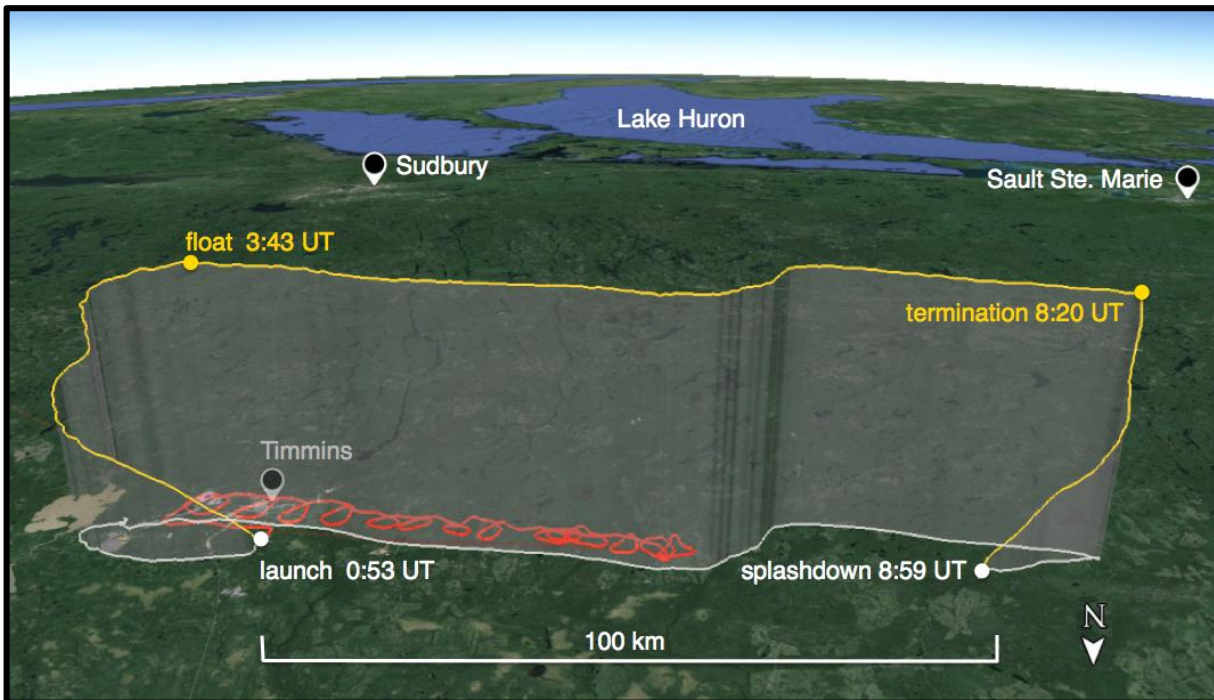 Lake Huron
Sudbury
Sault Ste. Marie
float 3:43 UT
termination 8:20 UT
Timmins
launch 0:53 UT
splashdown 8:59 UT
N
100 km